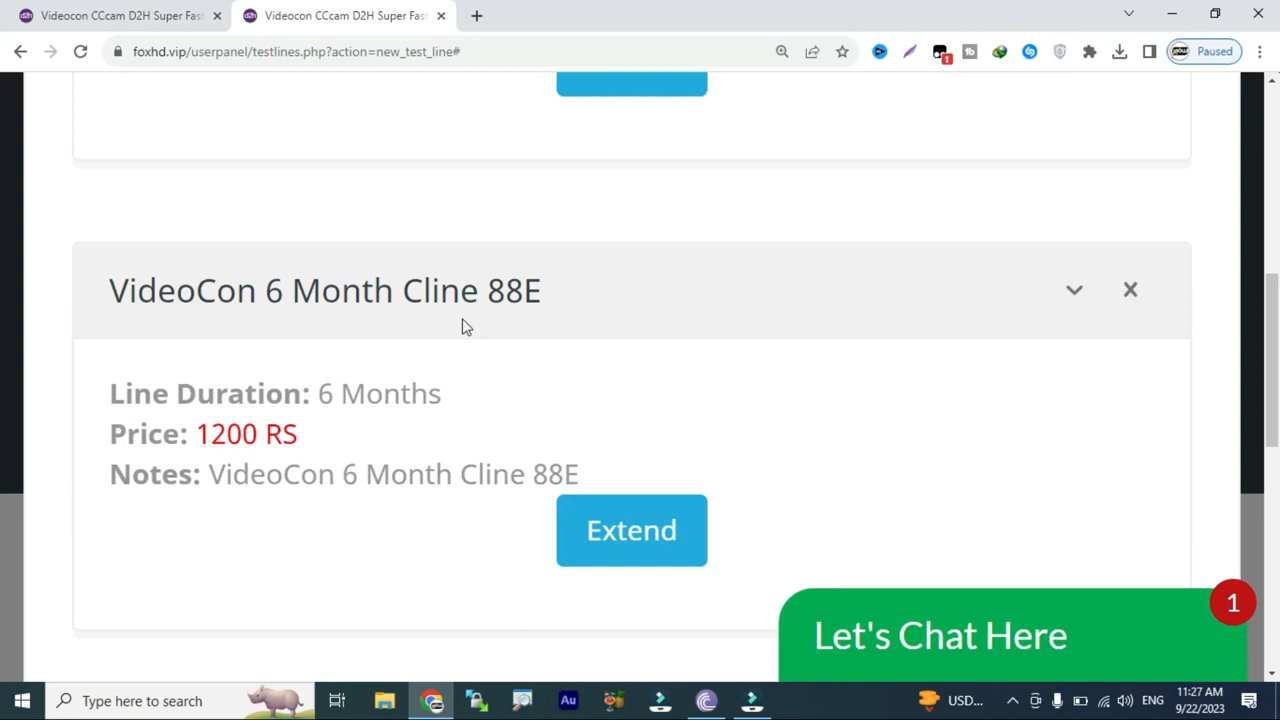 Videocon CCcam D2H Super Fast
Videocon CCcam D2H Super Fast
foxhd.vip/userpanel/testlines.php?action=new_test_line#
1
Paused
VideoCon 6 Month Cline 88E
Line Duration: 6 Months
Price: 1200 RS
Notes: VideoCon 6 Month Cline 88E
Extend
1
Let's Chat Here
Type here to search
Au
USD...
ENG
11:27 AM
9/22/2023